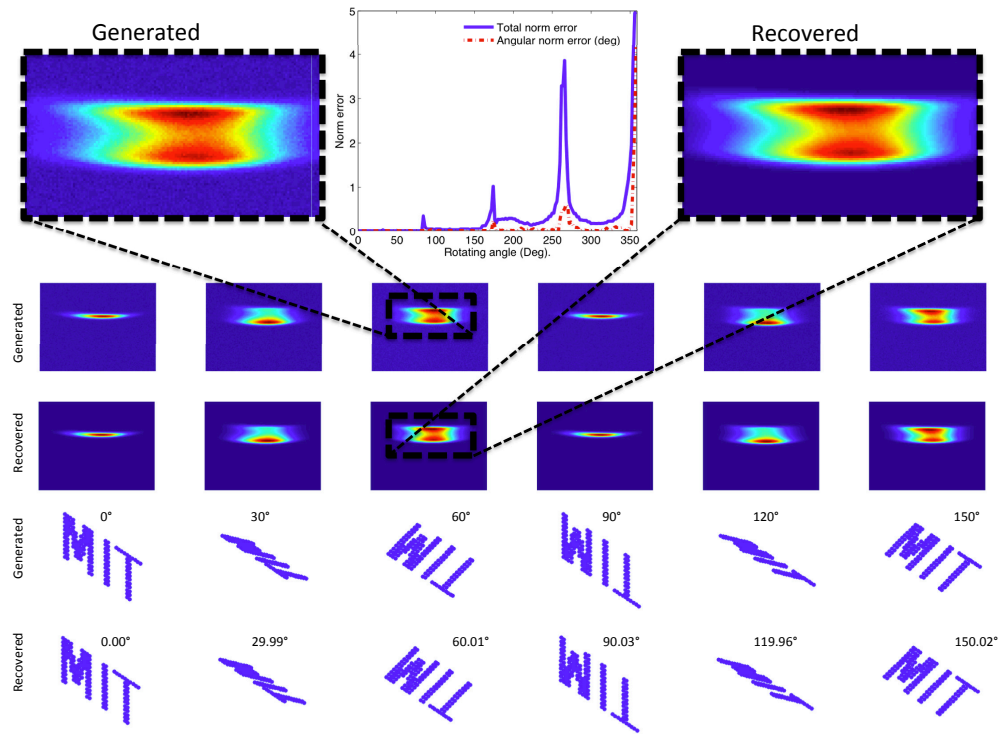 Generated
Recovered
5
4
3
2
1
0
Norm error
Total norm error
Angular norm error (deg)
0 50 100 150 200 250 300 350
Rotating angle (Deg).
Generated
Recovered
Generated
0° 30° 60° 90° 120° 150°
MIT
Recovered
0.00° 29.99° 60.01° 90.03° 119.96° 150.02°
MIT